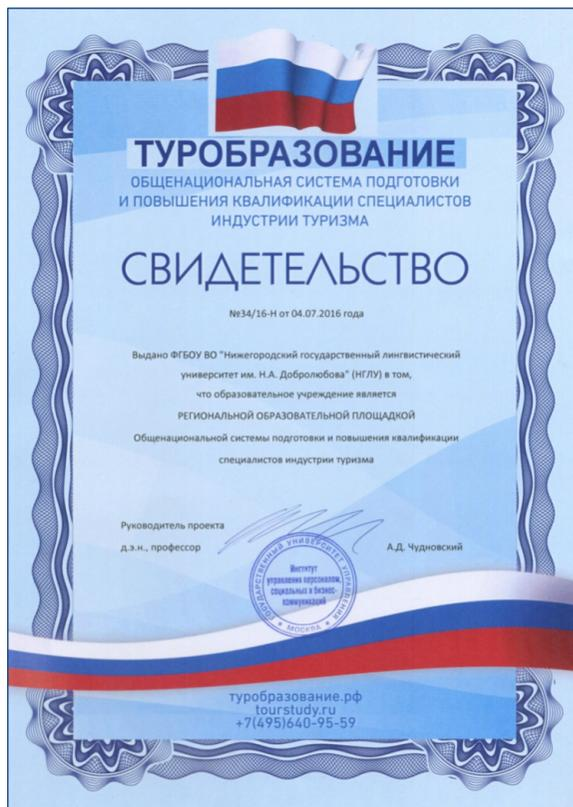 ТУРОБРАЗОВАНИЕ
ОБЩЕНАЦИОНАЛЬНАЯ СИСТЕМА ПОДГОТОВКИ
И ПОВЫШЕНИЯ КВАЛИФИКАЦИИ СПЕЦИАЛИСТОВ
ИНДУСТРИИ ТУРИЗМА
СВИДЕТЕЛЬСТВО
№34/16-Н от 04.07.2016 года
Выдано ФГБОУ ВО "Нижегородский государственный лингвистический
университет им. Н.А. Добролюбова" (НГЛУ) в том,
что образовательное учреждение является
РЕГИОНАЛЬНОЙ ОБРАЗОВАТЕЛЬНОЙ ПЛОЩАДКОЙ
Общенациональной системы подготовки и повышения квалификации
специалистов индустрии туризма
Руководитель проекта
д.э.н., профессор
А.Д. Чудновский
ГОСУДАРСТВЕННЫЙ УНИВЕРСИТЕТ УПРАВЛЕНИЯ
Институт
управления персоналом,
социальных и бизнес-
коммуникаций
МОСКВА
туробразование.рф
tourstudy.ru
+7(495)640-95-59